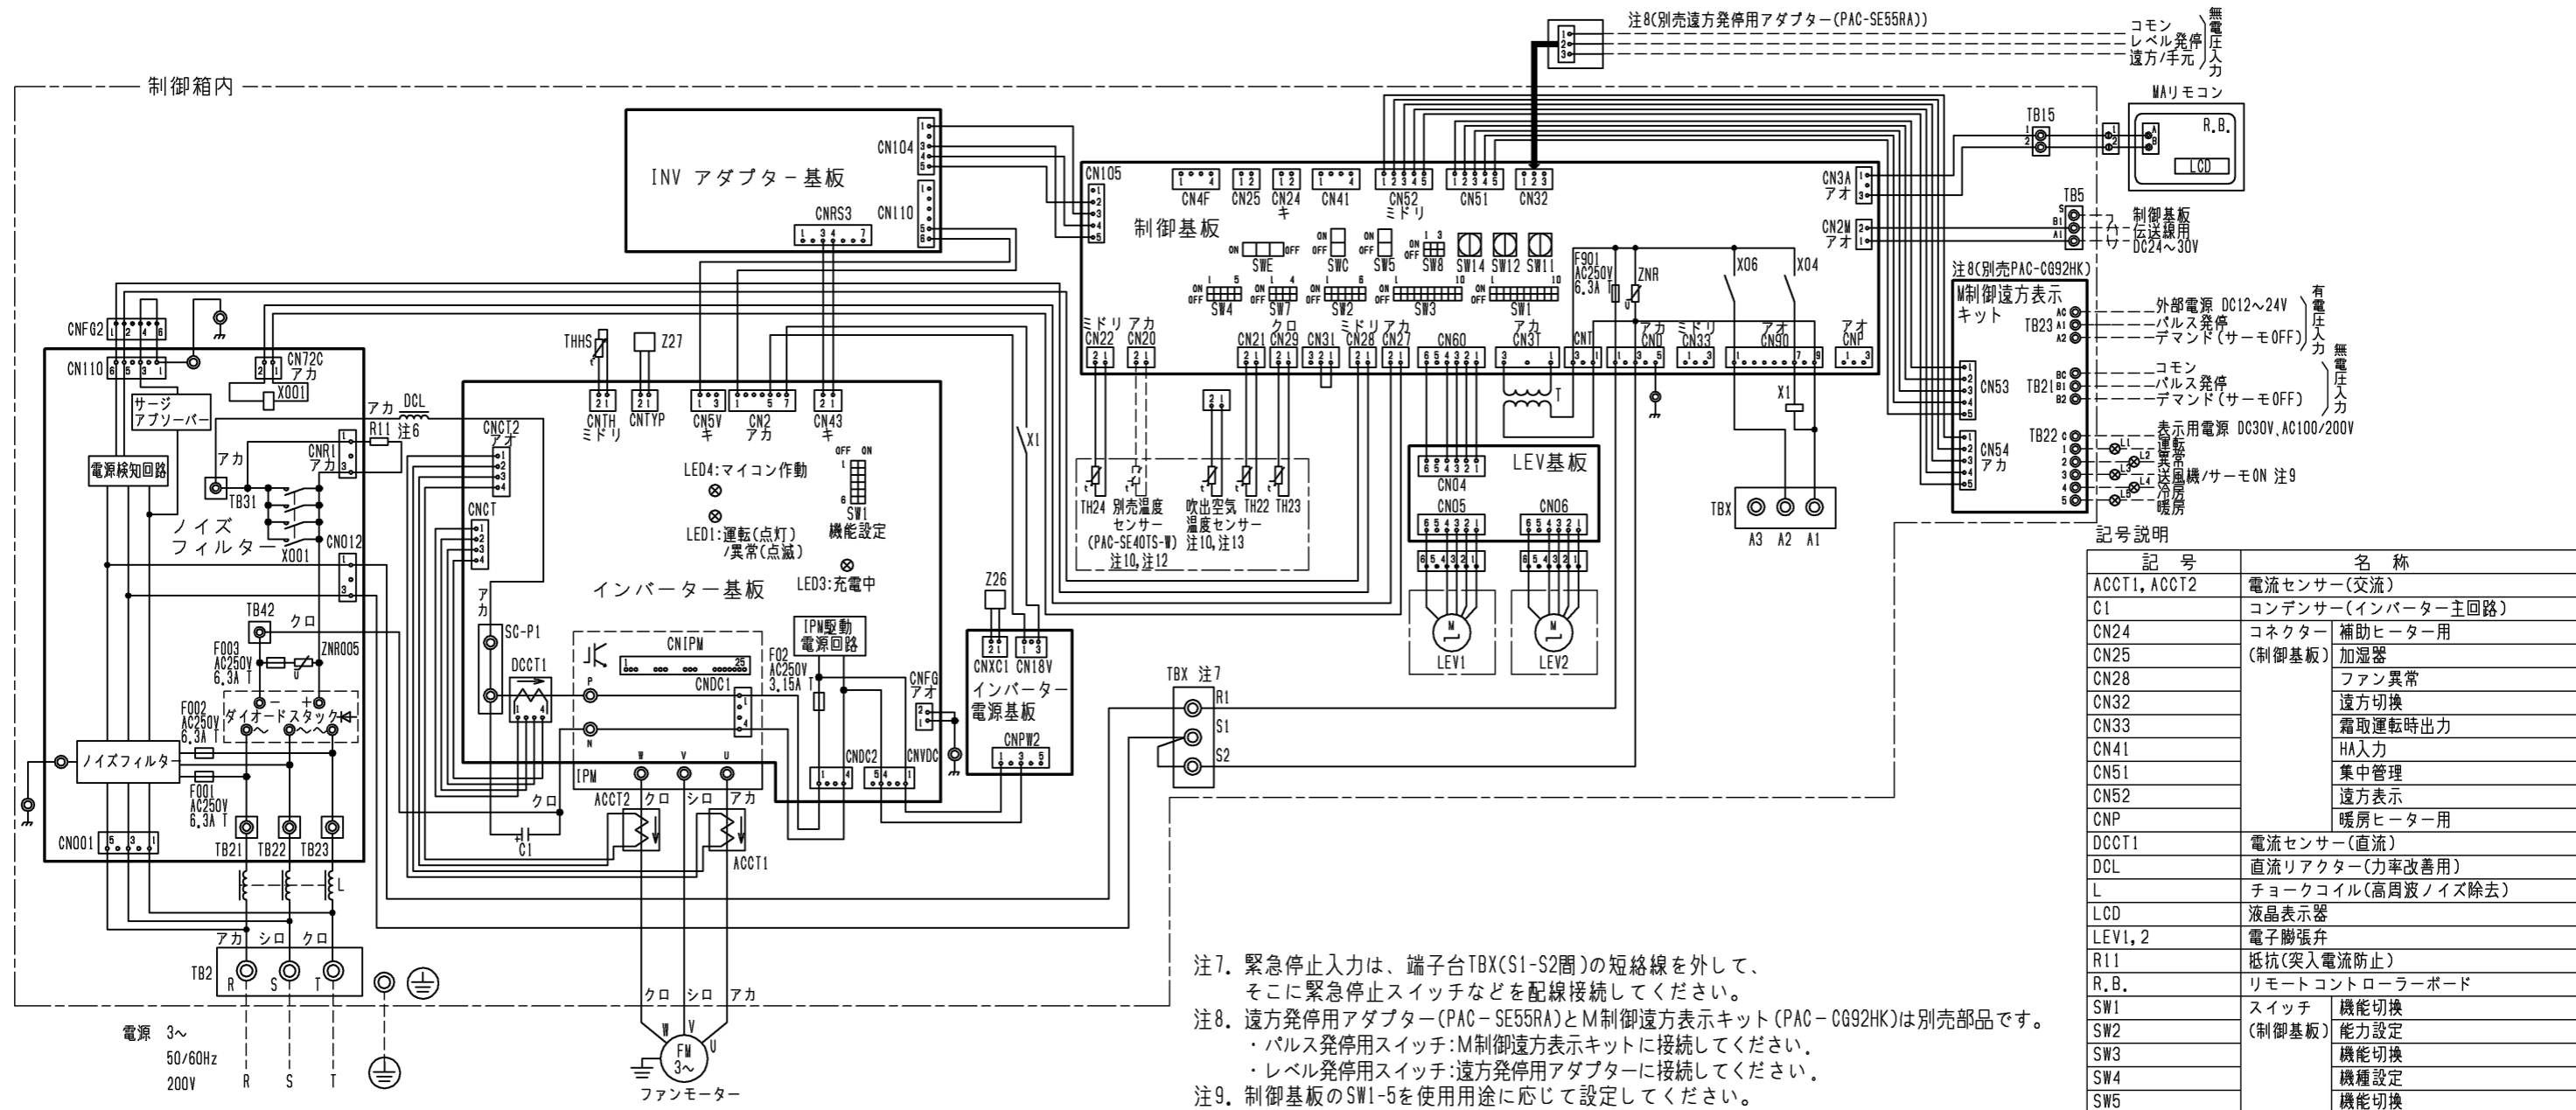 注8(別売遠方発停用アダプター(PAC-SE55RA))
コモン
レベル発停
遠方/手元
無電圧入力
制御箱内
MAリモコン
R.B.
LCD
TB15
INV アダプター基板
CN104
CN110
CNRS3
CN105
CN4F
CN25
CN24
キ
CN41
CN52
ミドリ
CN51
CN32
CN3A
アオ
制御基板
CN2M
アオ
TB5
S
B1
A1
制御基板
伝送線用
DC24～30V
SWE
SWC
SW5
SW8
SW14
SW12
SW11
F901
AC250V
6.3A T
ZNR
X06
X04
SW4
SW7
SW2
SW3
SW1
注8(別売PAC-CG92HK)
M制御遠方表示
キット
TB23
AC
A1
A2
外部電源 DC12～24V
パルス発停
デマンド(サーモOFF)
有電圧入力
TB21
BC
B1
B2
コモン
パルス発停
デマンド(サーモOFF)
無電圧入力
CN53
TB22
表示用電源 DC30V、AC100/200V
運転
異常
送風機/サーモON 注9
冷房
暖房
L1
L2
L3
L4
L5
CN54
アカ
ミドリ
CN22
アカ
CN20
CN21
クロ
CN29
CN31
ミドリ
CN28
アカ
CN27
CN60
アカ
CN3T
CNT
アカ
CND
ミドリ
CN33
アオ
CN90
アオ
CNP
T
X1
CNFG2
CN110
CN72C
アカ
X001
サージ
アブソーバー
電源検知回路
アカ
DCL
R11 注6
CNR1
アカ
アカ
TB31
ノイズ
フィルター
X001
CN012
THHS
Z27
CNTH
ミドリ
CNTYP
CN5V
キ
CN2
アカ
CN43
キ
X1
CNCT2
アオ
CNCT
LED4:マイコン作動
LED1:運転(点灯)
/異常(点滅)
OFF ON
SW1
機能設定
LED3:充電中
インバーター基板
TH24
別売温度
センサー
(PAC-SE40TS-W)
注10,注12
吹出空気
温度センサー
注10,注13
TH22
TH23
LEV基板
CN04
CN05
CN06
M
LEV1
M
LEV2
TBX
A3
A2
A1
TB42
クロ
F003
AC250V
6.3A T
ZNR005
F002
AC250V
6.3A T
ダイオードスタック
ノイズフィルター
F001
AC250V
6.3A T
CN001
TB21
TB22
TB23
L
アカ
シロ
クロ
TB2
R
S
T
電源 3～
50/60Hz
200V
R
S
T
アカ
SC-P1
DCCT1
CNIPM
P
N
IPM
CNDC1
F02
AC250V
3.15A T
IPM駆動
電源回路
CNFG
アオ
CNDC2
CNVDC
W
V
U
クロ
C1
ACCT2
クロ
シロ
アカ
ACCT1
クロ
シロ
アカ
W
V
U
FM
3～
ファンモーター
Z26
CNXC1
CN18V
インバーター
電源基板
CNPW2
TBX 注7
R1
S1
S2
注7. 緊急停止入力は、端子台TBX(S1-S2間)の短絡線を外して、
そこに緊急停止スイッチなどを配線接続してください。
注8. 遠方発停用アダプター(PAC-SE55RA)とM制御遠方表示キット(PAC-CG92HK)は別売部品です。
・パルス発停用スイッチ:M制御遠方表示キットに接続してください.
・レベル発停用スイッチ:遠方発停用アダプターに接続してください.
注9. 制御基板のSW1-5を使用用途に応じて設定してください。
記号説明
記 号 名 称
ACCT1,ACCT2 電流センサー(交流)
C1 コンデンサー(インバーター主回路)
CN24 コネクター 補助ヒーター用
CN25 (制御基板) 加湿器
CN28 ファン異常
CN32 遠方切換
CN33 霜取運転時出力
CN41 HA入力
CN51 集中管理
CN52 遠方表示
CNP 暖房ヒーター用
DCCT1 電流センサー(直流)
DCL 直流リアクター(力率改善用)
L チョークコイル(高周波ノイズ除去)
LCD 液晶表示器
LEV1,2 電子膨張弁
R11 抵抗(突入電流防止)
R.B. リモートコントローラーボード
SW1 スイッチ 機能切換
SW2 (制御基板) 能力設定
SW3 機能切換
SW4 機種設定
SW5 機能切換